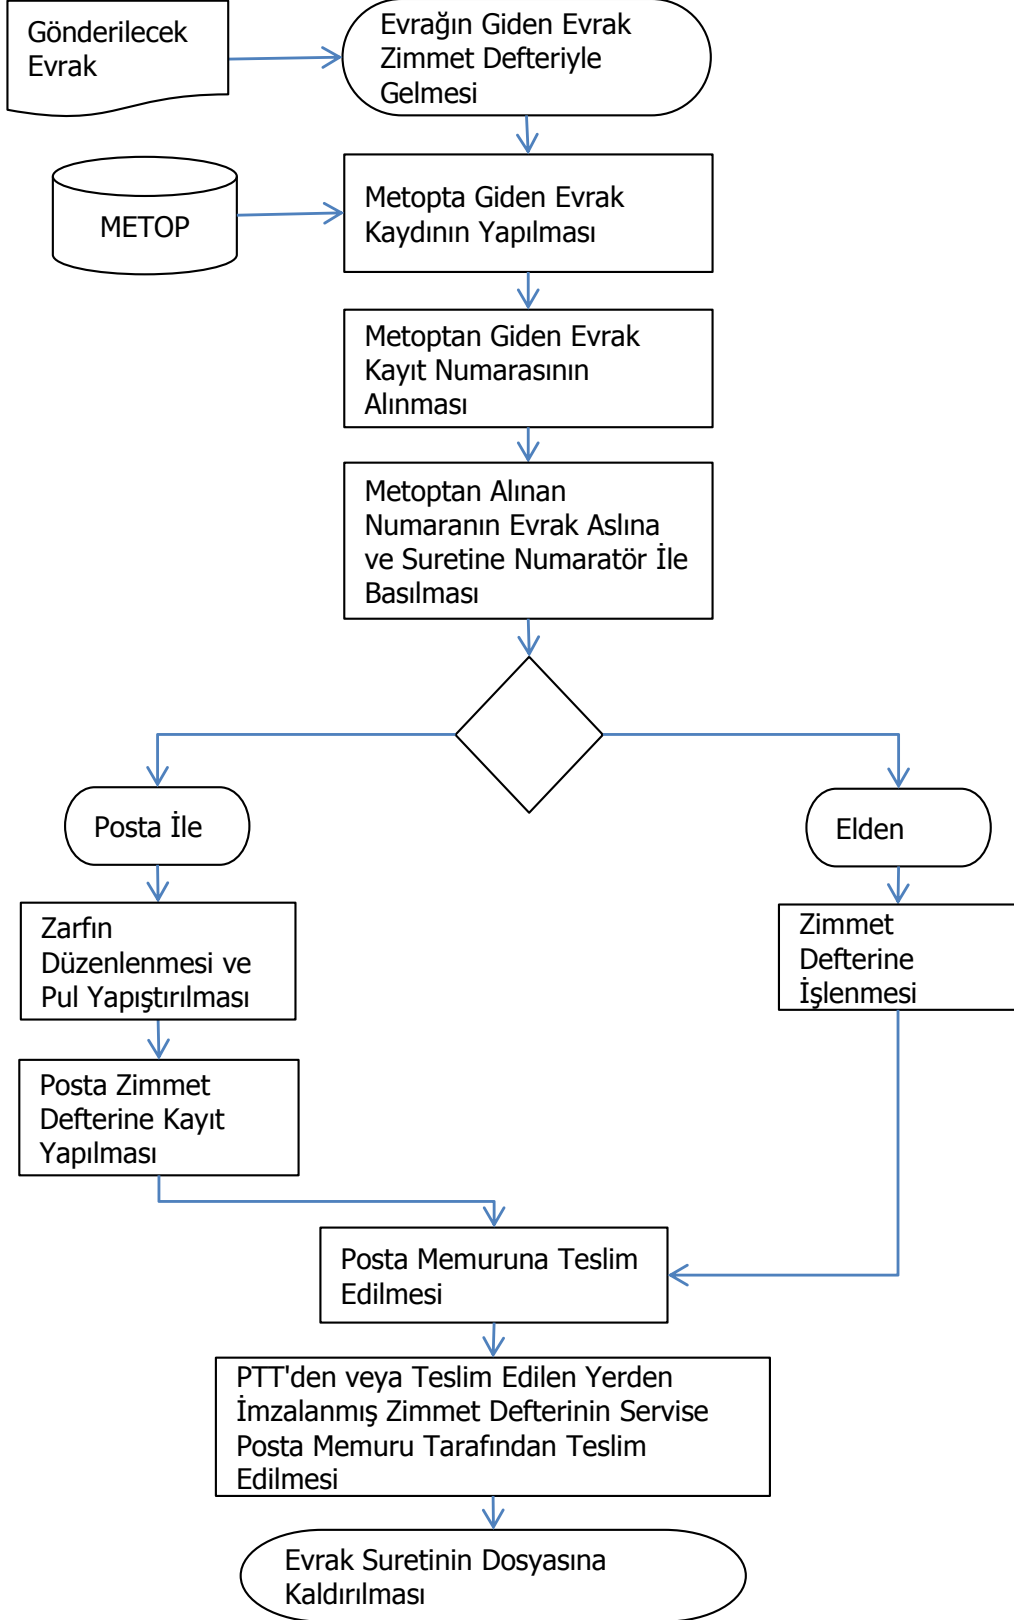 Gönderilecek
Evrak
Evrağın Giden Evrak
Zimmet Defteriyle
Gelmesi
METOP
Metopta Giden Evrak
Kaydının Yapılması
Metoptan Giden Evrak
Kayıt Numarasının
Alınması
Metoptan Alınan
Numaranın Evrak Aslına
ve Suretine Numaratör İle
Basılması
Posta İle
Elden
Zarfın
Düzenlenmesi ve
Pul Yapıştırılması
Zimmet
Defterine
İşlenmesi
Posta Zimmet
Defterine Kayıt
Yapılması
Posta Memuruna Teslim
Edilmesi
PTT'den veya Teslim Edilen Yerden
İmzalanmış Zimmet Defterinin Servise
Posta Memuru Tarafından Teslim
Edilmesi
Evrak Suretinin Dosyasına
Kaldırılması